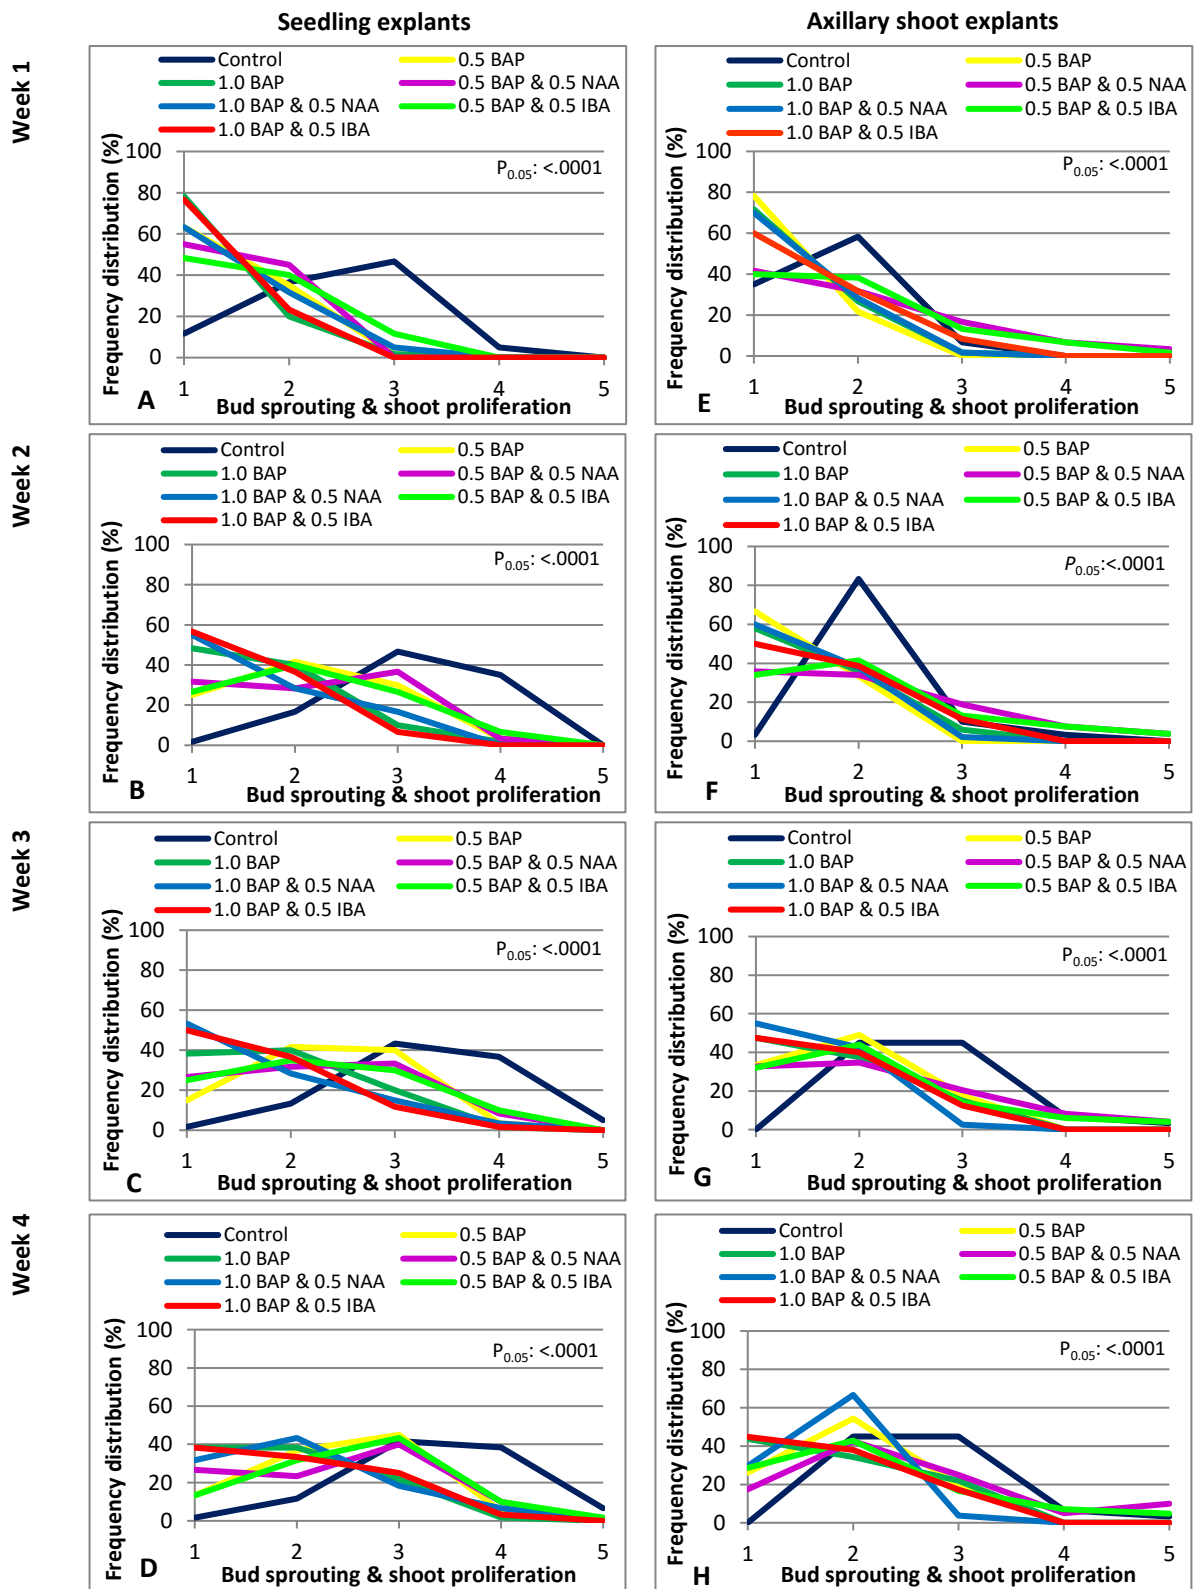 Seedling explants
Axillary shoot explants
Week 1
Control 0.5 BAP
1.0 BAP 0.5 BAP & 0.5 NAA
1.0 BAP & 0.5 NAA 0.5 BAP & 0.5 IBA
1.0 BAP & 0.5 IBA
Frequency distribution (%)
100
80
60
40
20
0
P0.05: <.0001
1 2 3 4 5
A
Bud sprouting & shoot proliferation
Control 0.5 BAP
1.0 BAP 0.5 BAP & 0.5 NAA
1.0 BAP & 0.5 NAA 0.5 BAP & 0.5 IBA
1.0 BAP & 0.5 IBA
Frequency distribution (%)
100
80
60
40
20
0
P0.05: <.0001
1 2 3 4 5
E
Bud sprouting & shoot proliferation
Week 2
Control 0.5 BAP
1.0 BAP 0.5 BAP & 0.5 NAA
1.0 BAP & 0.5 NAA 0.5 BAP & 0.5 IBA
1.0 BAP & 0.5 IBA
Frequency distribution (%)
100
80
60
40
20
0
P0.05: <.0001
1 2 3 4 5
B
Bud sprouting & shoot proliferation
Control 0.5 BAP
1.0 BAP 0.5 BAP & 0.5 NAA
1.0 BAP & 0.5 NAA 0.5 BAP & 0.5 IBA
1.0 BAP & 0.5 IBA
Frequency distribution (%)
100
80
60
40
20
0
P0.05:<.0001
1 2 3 4 5
F
Bud sprouting & shoot proliferation
Week 3
Control 0.5 BAP
1.0 BAP 0.5 BAP & 0.5 NAA
1.0 BAP & 0.5 NAA 0.5 BAP & 0.5 IBA
1.0 BAP & 0.5 IBA
Frequency distribution (%)
100
80
60
40
20
0
P0.05: <.0001
1 2 3 4 5
C
Bud sprouting & shoot proliferation
Control 0.5 BAP
1.0 BAP 0.5 BAP & 0.5 NAA
1.0 BAP & 0.5 NAA 0.5 BAP & 0.5 IBA
1.0 BAP & 0.5 IBA
Frequency distribution (%)
100
80
60
40
20
0
P0.05: <.0001
1 2 3 4 5
G
Bud sprouting & shoot proliferation
Week 4
Control 0.5 BAP
1.0 BAP 0.5 BAP & 0.5 NAA
1.0 BAP & 0.5 NAA 0.5 BAP & 0.5 IBA
1.0 BAP & 0.5 IBA
Frequency distribution (%)
100
80
60
40
20
0
P0.05: <.0001
1 2 3 4 5
D
Bud sprouting & shoot proliferation
Control 0.5 BAP
1.0 BAP 0.5 BAP & 0.5 NAA
1.0 BAP & 0.5 NAA 0.5 BAP & 0.5 IBA
1.0 BAP & 0.5 IBA
Frequency distribution (%)
100
80
60
40
20
0
P0.05: <.0001
1 2 3 4 5
H
Bud sprouting & shoot proliferation